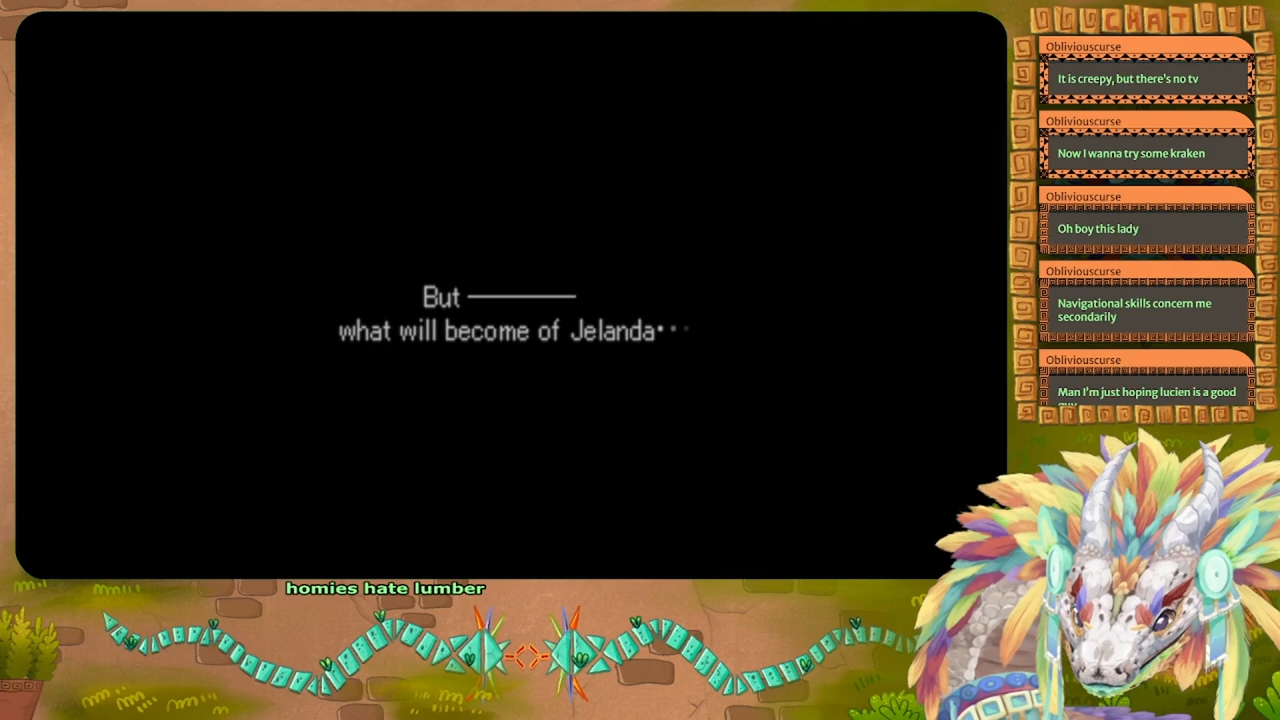 CHAT
Obliviouscurse
It is creepy, but there's no tv
Obliviouscurse
Now I wanna try some kraken
Obliviouscurse
Oh boy this lady
Obliviouscurse
Navigational skills concern me
secondarily
Obliviouscurse
Man I'm just hoping lucien is a good
But ————
what will become of Jelanda···
homies hate lumber